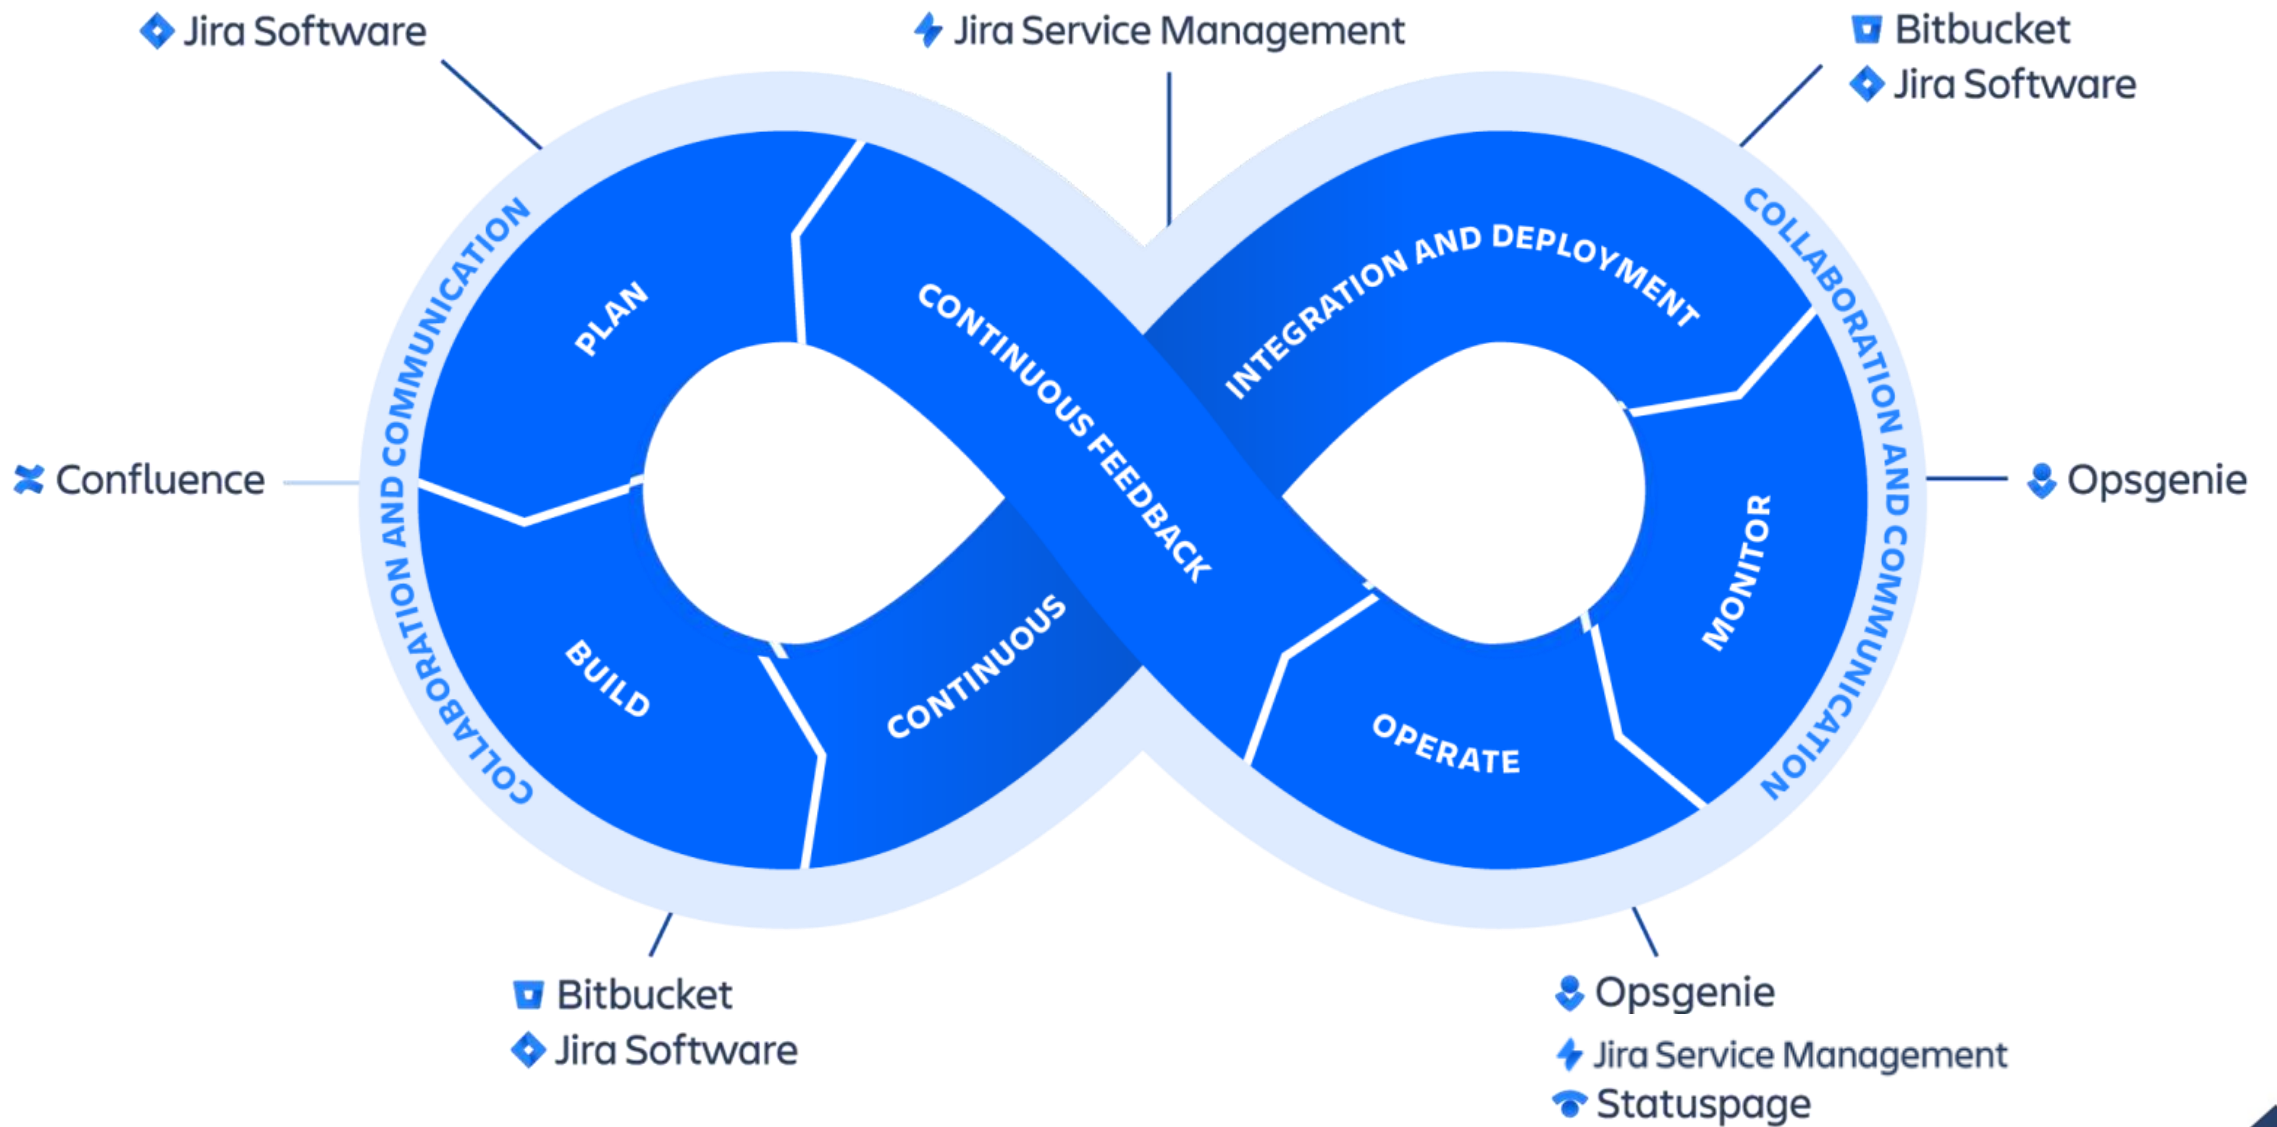 Jira Software
Jira Service Management
Bitbucket
Jira Software
COLLABORATION AND COMMUNICATION
PLAN
CONTINUOUS FEEDBACK
INTEGRATION AND DEPLOYMENT
COLLABORATION AND COMMUNICATION
Confluence
Opsgenie
MONITOR
BUILD
CONTINUOUS
OPERATE
Bitbucket
Jira Software
Opsgenie
Jira Service Management
Statuspage